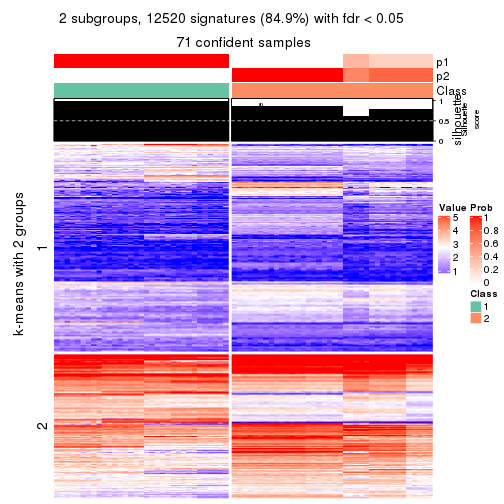 2 subgroups, 12520 signatures (84.9%) with fdr < 0.05
71 confident samples
p1
p2
Class
1
0.5
0
silhouette
Silhouette
score
k-means with 2 groups
1
2
Value
5
4
3
2
1
Prob
1
0.8
0.6
0.4
0.2
0
Class
1
2